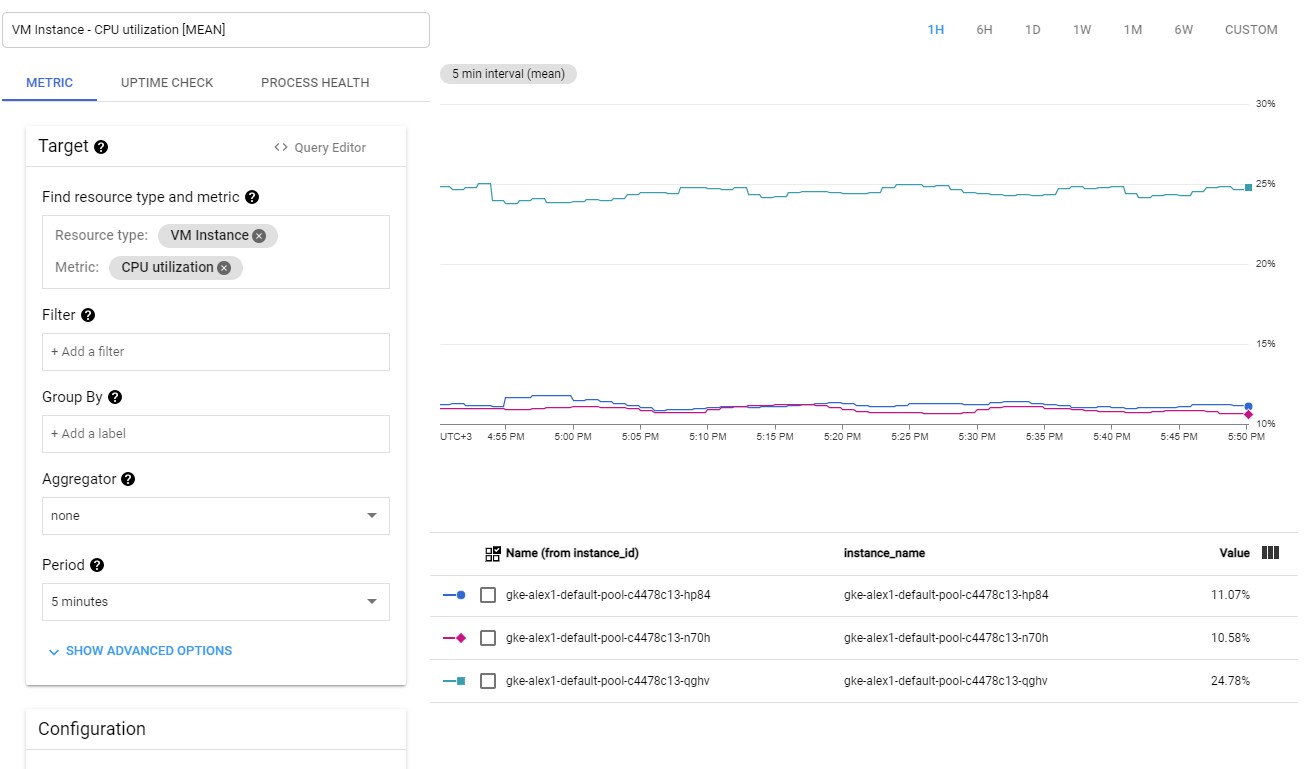 VM Instance - CPU utilization [MEAN]
METRIC UPTIME CHECK PROCESS HEALTH
Target ? <> Query Editor
Find resource type and metric ?
Resource type: VM Instance
Metric: CPU utilization
Filter ?
+ Add a filter
Group By ?
+ Add a label
Aggregator ?
none
Period ?
5 minutes
SHOW ADVANCED OPTIONS
Configuration
1H 6H 1D 1W 1M 6W CUSTOM
5 min interval (mean)
30%
25%
20%
15%
10%
UTC+3 4:55 PM 5:00 PM 5:05 PM 5:10 PM 5:15 PM 5:20 PM 5:25 PM 5:30 PM 5:35 PM 5:40 PM 5:45 PM 5:50 PM
Name (from instance_id) instance_name Value
gke-alex1-default-pool-c4478c13-hp84 gke-alex1-default-pool-c4478c13-hp84 11.07%
gke-alex1-default-pool-c4478c13-n70h gke-alex1-default-pool-c4478c13-n70h 10.58%
gke-alex1-default-pool-c4478c13-qghv gke-alex1-default-pool-c4478c13-qghv 24.78%